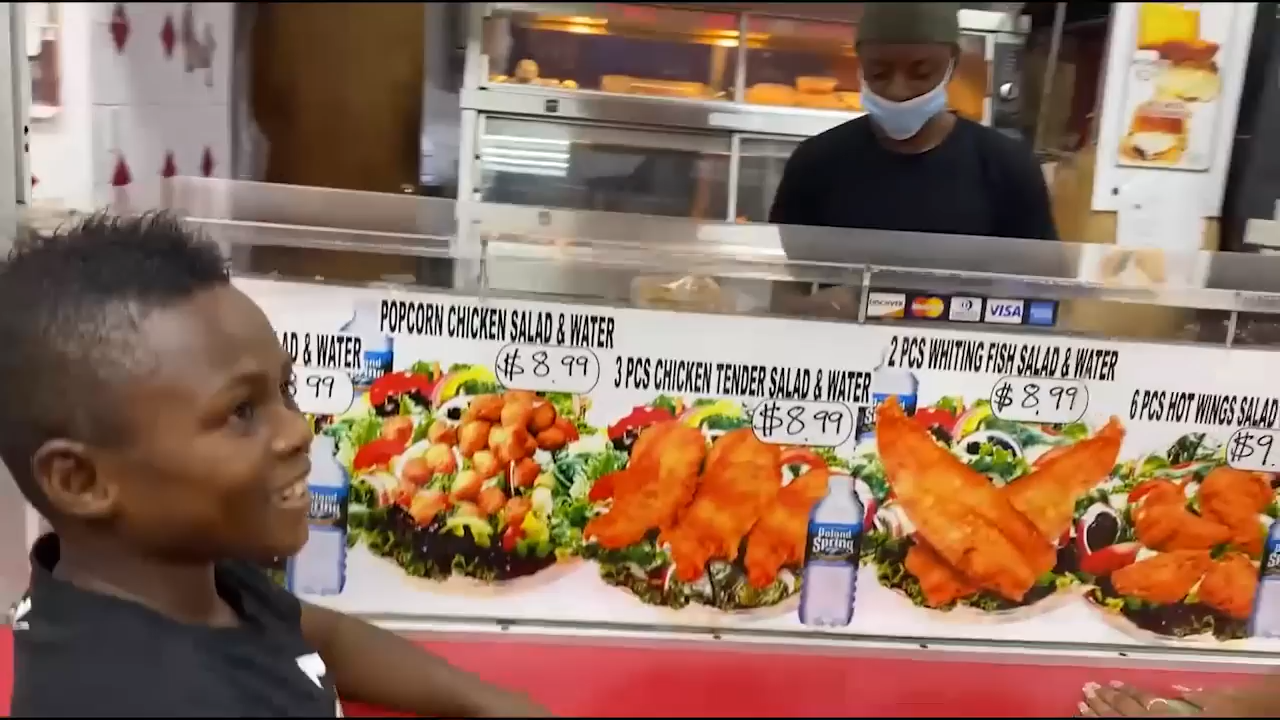 DISCOVER VISA
POPCORN CHICKEN SALAD & WATER
$8.99
AD & WATER
8.99
3 PCS CHICKEN TENDER SALAD & WATER
$8.99
2 PCS WHITING FISH SALAD & WATER
$8.99
6 PCS HOT WINGS SALAD
$9.
Poland
Spring